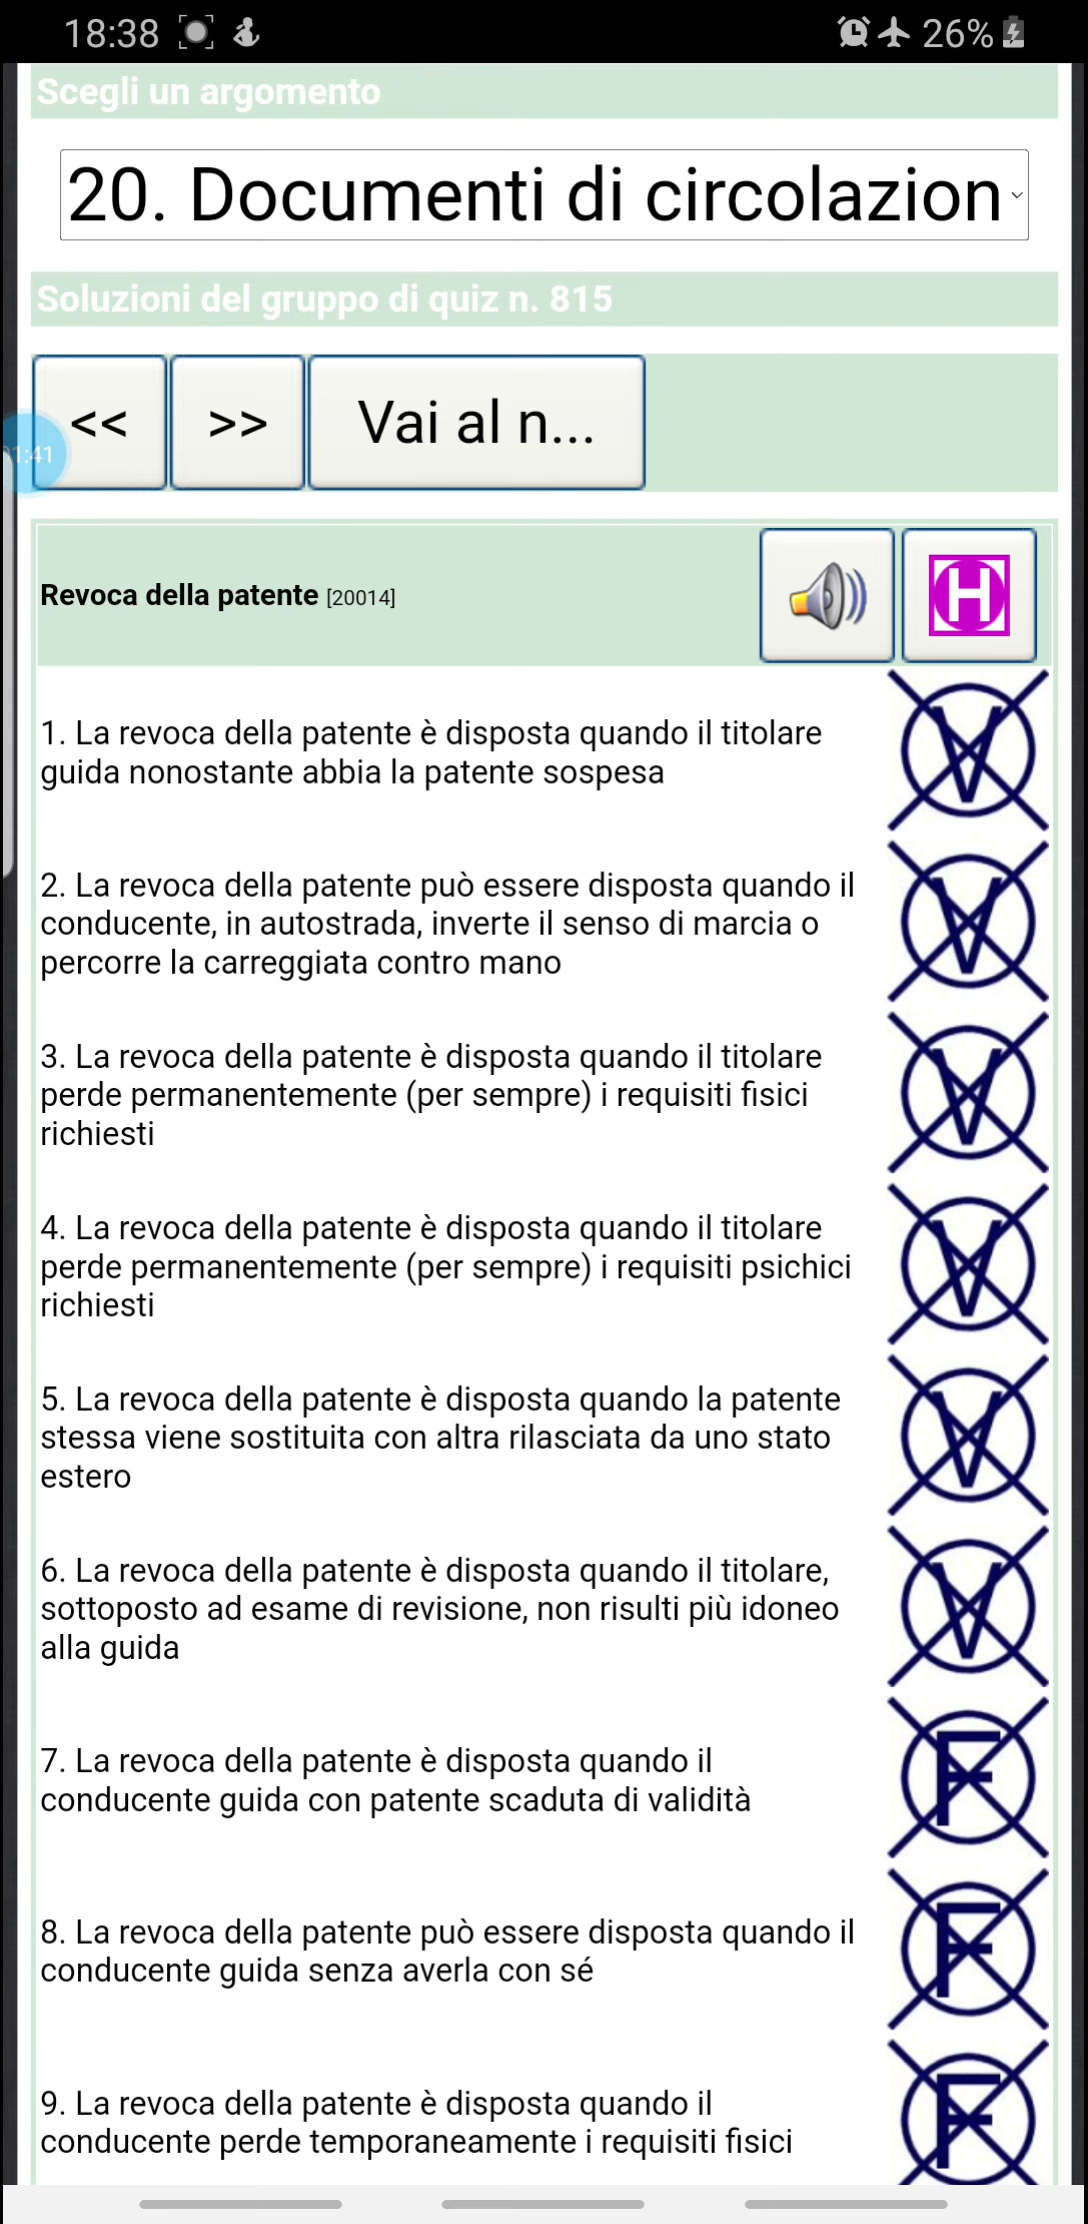 18:38 26%
Scegli un argomento
20. Documenti di circolazion
Soluzioni del gruppo di quiz n. 815
<< >> Vai al n...
1:41
Revoca della patente [20014] H
1. La revoca della patente è disposta quando il titolare
guida nonostante abbia la patente sospesa
V
2. La revoca della patente può essere disposta quando il
conducente, in autostrada, inverte il senso di marcia o
percorre la carreggiata contro mano
V
3. La revoca della patente è disposta quando il titolare
perde permanentemente (per sempre) i requisiti fisici
richiesti
V
4. La revoca della patente è disposta quando il titolare
perde permanentemente (per sempre) i requisiti psichici
richiesti
V
5. La revoca della patente è disposta quando la patente
stessa viene sostituita con altra rilasciata da uno stato
estero
V
6. La revoca della patente è disposta quando il titolare,
sottoposto ad esame di revisione, non risulti più idoneo
alla guida
V
7. La revoca della patente è disposta quando il
conducente guida con patente scaduta di validità
F
8. La revoca della patente può essere disposta quando il
conducente guida senza averla con sé
F
9. La revoca della patente è disposta quando il
conducente perde temporaneamente i requisiti fisici
F